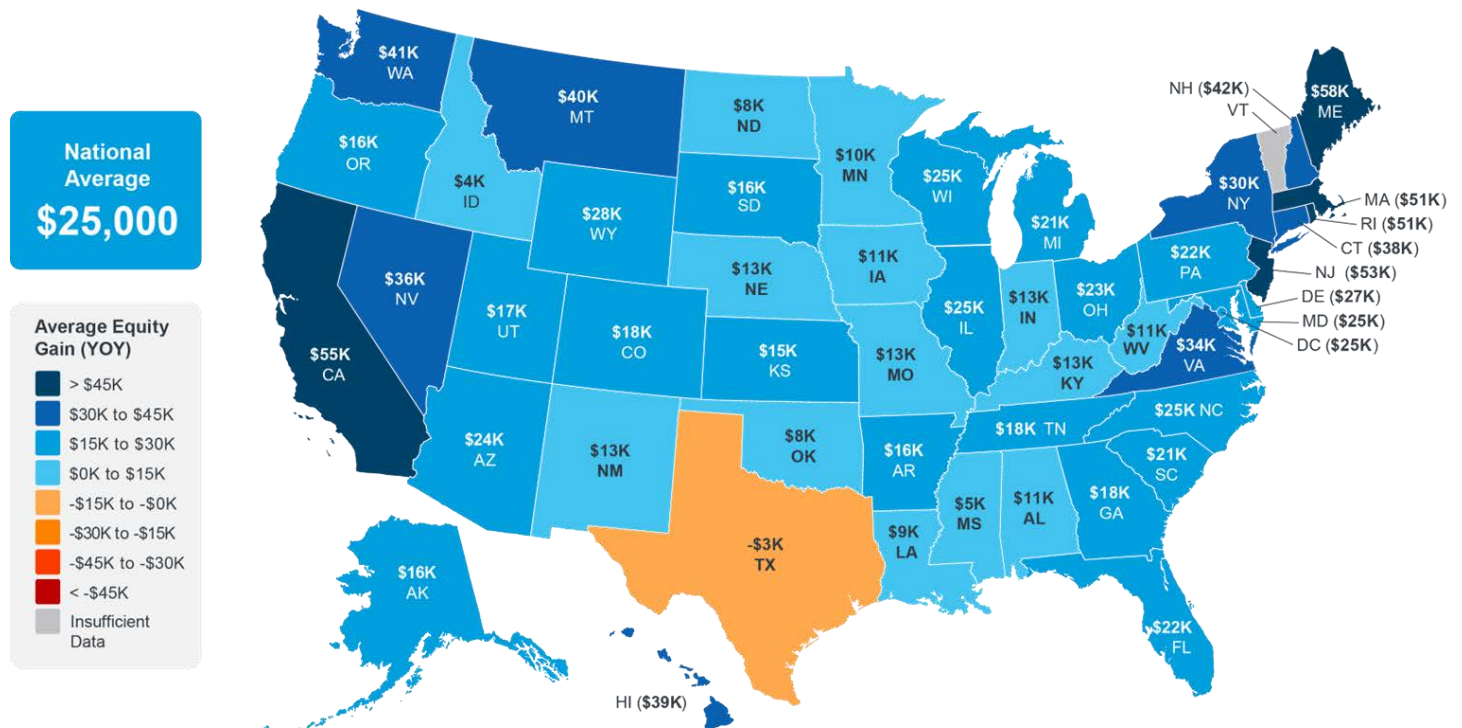 National
Average
$25,000
Average Equity
Gain (YOY)
> $45K
$30K to $45K
$15K to $30K
$0K to $15K
-$15K to -$0K
-$30K to -$15K
-$45K to -$30K
< -$45K
Insufficient
Data
$41K
WA
$16K
OR
$55K
CA
$36K
NV
$4K
ID
$40K
MT
$28K
WY
$17K
UT
$18K
CO
$24K
AZ
$13K
NM
$8K
ND
$16K
SD
$13K
NE
$15K
KS
$8K
OK
-$3K
TX
$10K
MN
$11K
IA
$13K
MO
$16K
AR
$9K
LA
$25K
WI
$25K
IL
$21K
MI
$13K
IN
$23K
OH
$13K
KY
$18K TN
$5K
MS
$11K
AL
$18K
GA
$22K
FL
$21K
SC
$25K NC
$34K
VA
$11K
WV
$22K
PA
$30K
NY
NH ($42K)
VT
$58K
ME
MA ($51K)
RI ($51K)
CT ($38K)
NJ ($53K)
DE ($27K)
MD ($25K)
DC ($25K)
$16K
AK
HI ($39K)